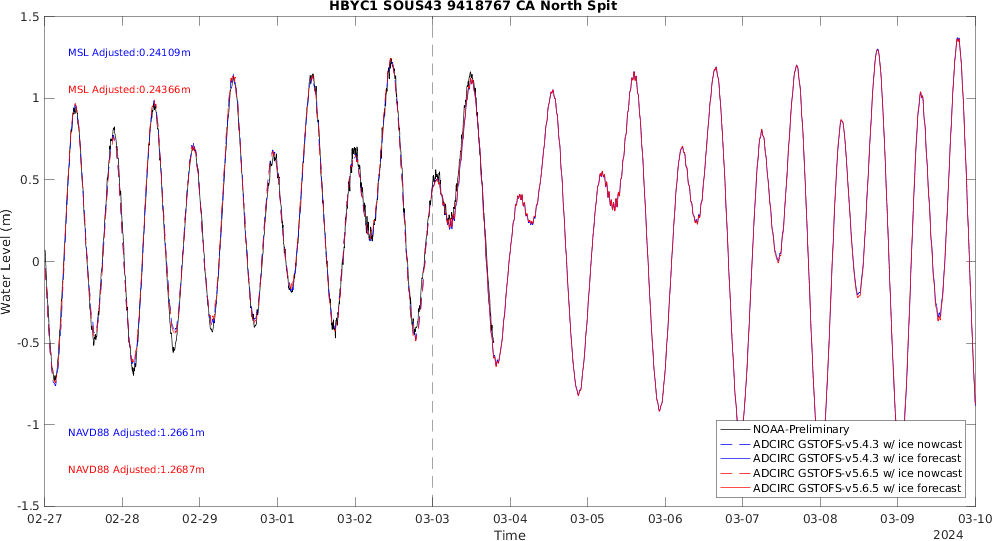 HBYC1 SOUS43 9418767 CA North Spit
1.5
1
0.5
0
-0.5
-1
-1.5
Water Level (m)
MSL Adjusted:0.24109m
MSL Adjusted:0.24366m
NAVD88 Adjusted:1.2661m
NAVD88 Adjusted:1.2687m
NOAA-Preliminary
ADCIRC GSTOFS-v5.4.3 w/ ice nowcast
ADCIRC GSTOFS-v5.4.3 w/ ice forecast
ADCIRC GSTOFS-v5.6.5 w/ ice nowcast
ADCIRC GSTOFS-v5.6.5 w/ ice forecast
02-27 02-28 02-29 03-01 03-02 03-03 03-04 03-05 03-06 03-07 03-08 03-09 03-10
Time
2024